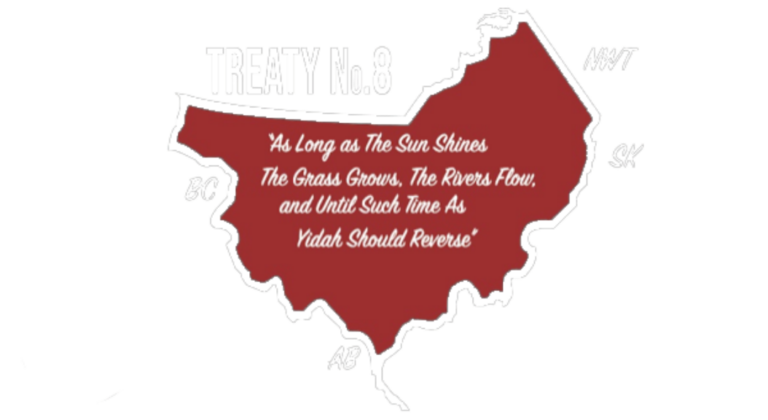 TREATY No.8
NWT
"As Long as The Sun Shines
SK
The Grass Grows, The Rivers Flow,
BC
and Until Such Time As
Yidah Should Reverse"
AB